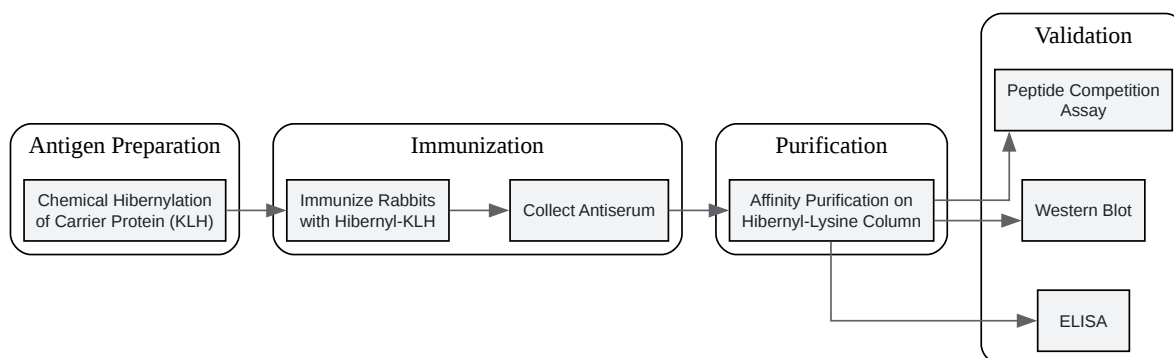 Antigen Preparation
Chemical Hibernylation
of Carrier Protein (KLH)
Immunization
Immunize Rabbits
with Hibernyl-KLH
Collect Antiserum
Purification
Affinity Purification on
Hibernyl-Lysine Column
Validation
Peptide Competition
Assay
Western Blot
ELISA